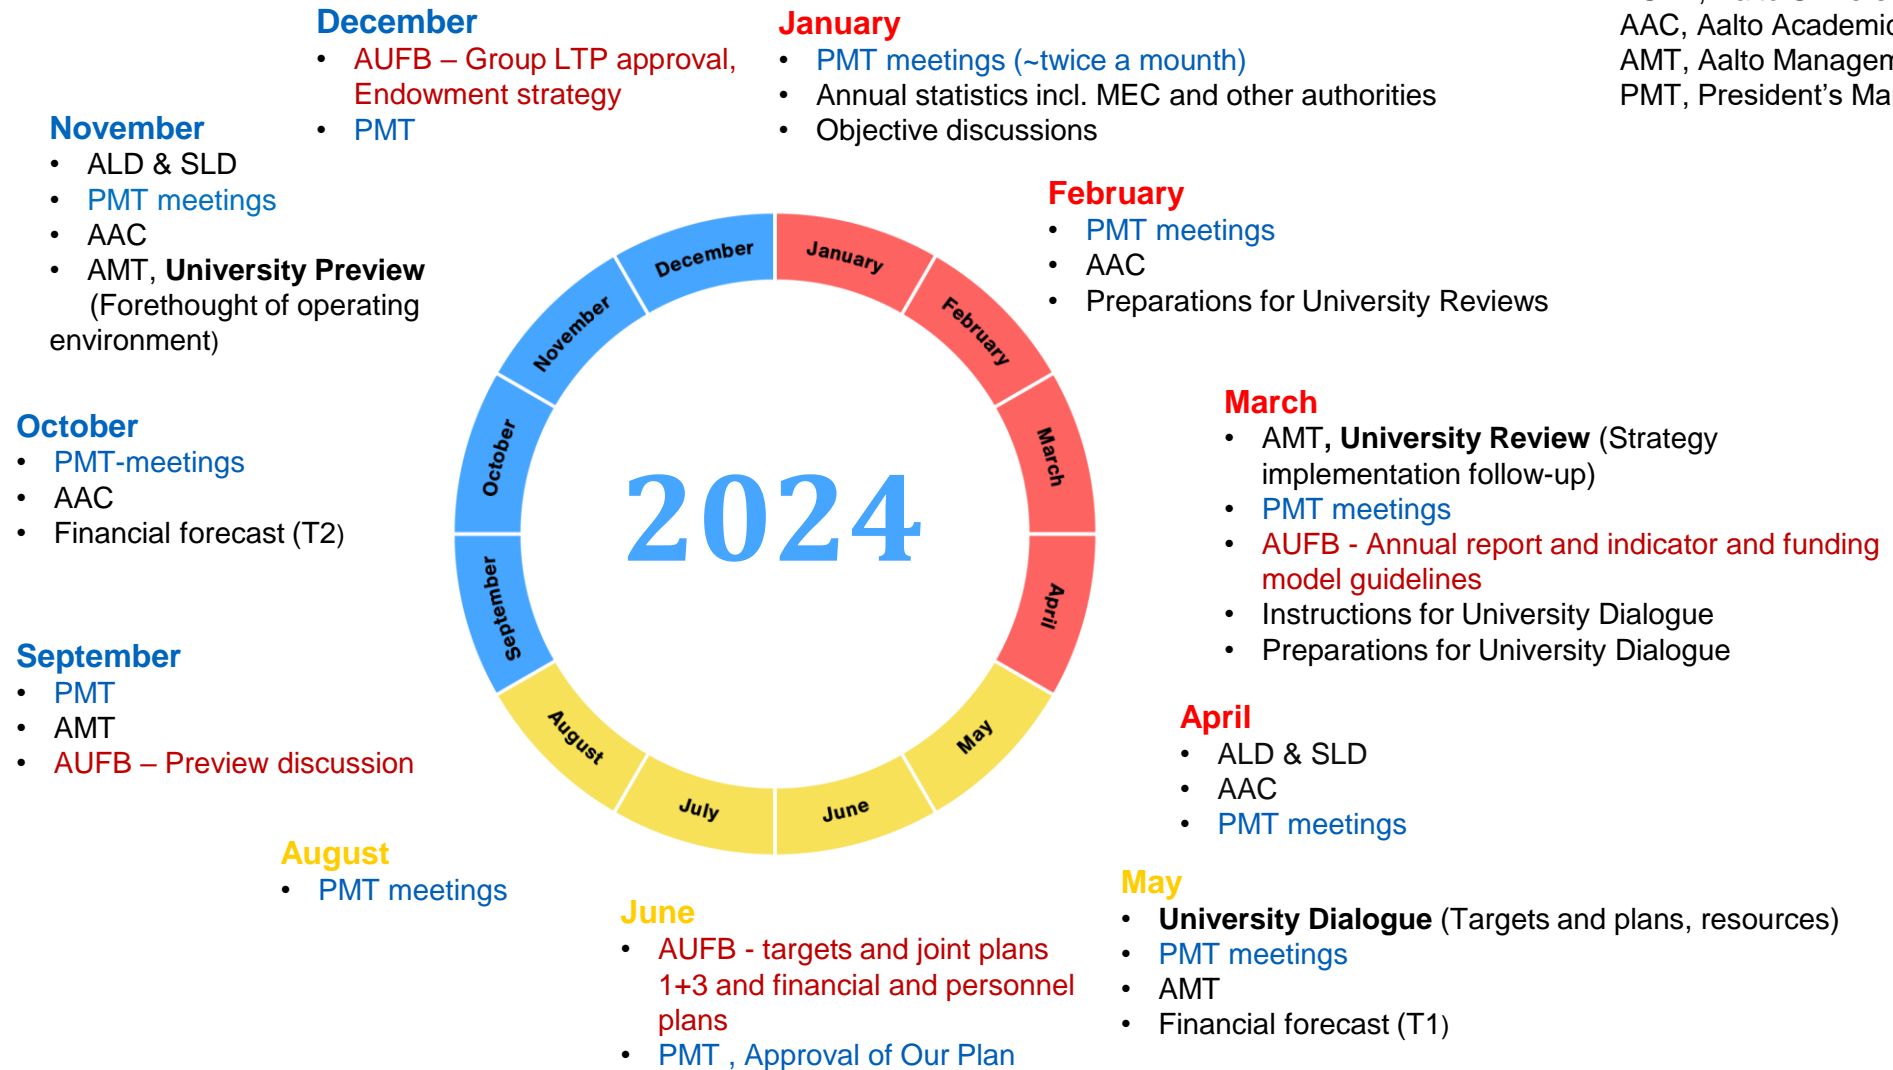 December
• AUFB – Group LTP approval,
Endowment strategy
• PMT
January
• PMT meetings (~twice a mounth)
• Annual statistics incl. MEC and other authorities
• Objective discussions
AAC, Aalto
AMT, Aalto
PMT, President's
November
• ALD & SLD
• PMT meetings
• AAC
• AMT, University Preview
(Forethought of operating
environment)
February
• PMT meetings
• AAC
• Preparations for University Reviews
October
• PMT-meetings
• AAC
• Financial forecast (T2)
March
• AMT, University Review (Strategy
implementation follow-up)
• PMT meetings
• AUFB - Annual report and indicator and funding
model guidelines
• Instructions for University Dialogue
• Preparations for University Dialogue
September
• PMT
• AMT
• AUFB – Preview discussion
April
• ALD & SLD
• AAC
• PMT meetings
August
• PMT meetings
June
• AUFB - targets and joint plans
1+3 and financial and personnel
plans
• PMT , Approval of Our Plan
May
• University Dialogue (Targets and plans, resources)
• PMT meetings
• AMT
• Financial forecast (T1)
2024
January
February
March
April
May
June
July
August
September
October
November
December